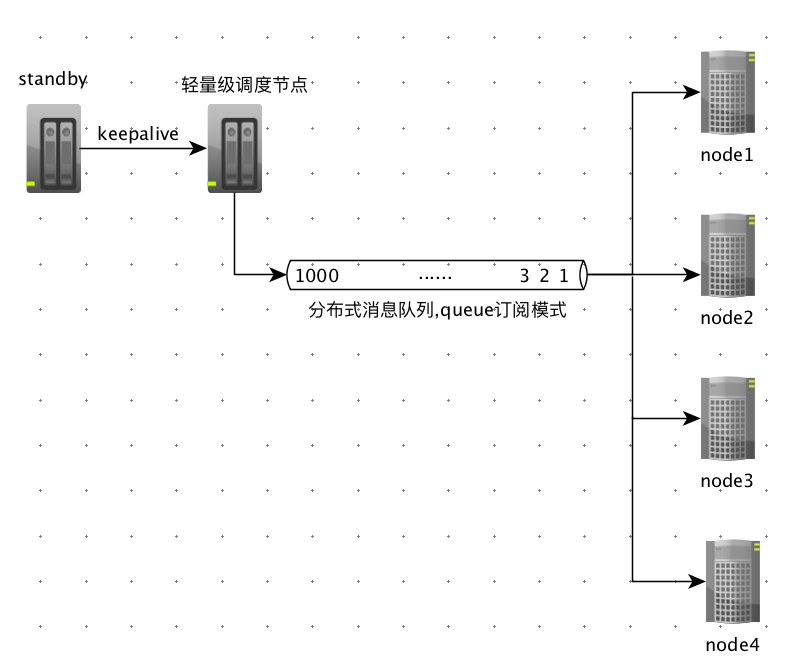 standby
轻量级调度节点
keepalive
node1
1000 ...... 3 2 1
分布式消息队列,queue订阅模式
node2
node3
node4